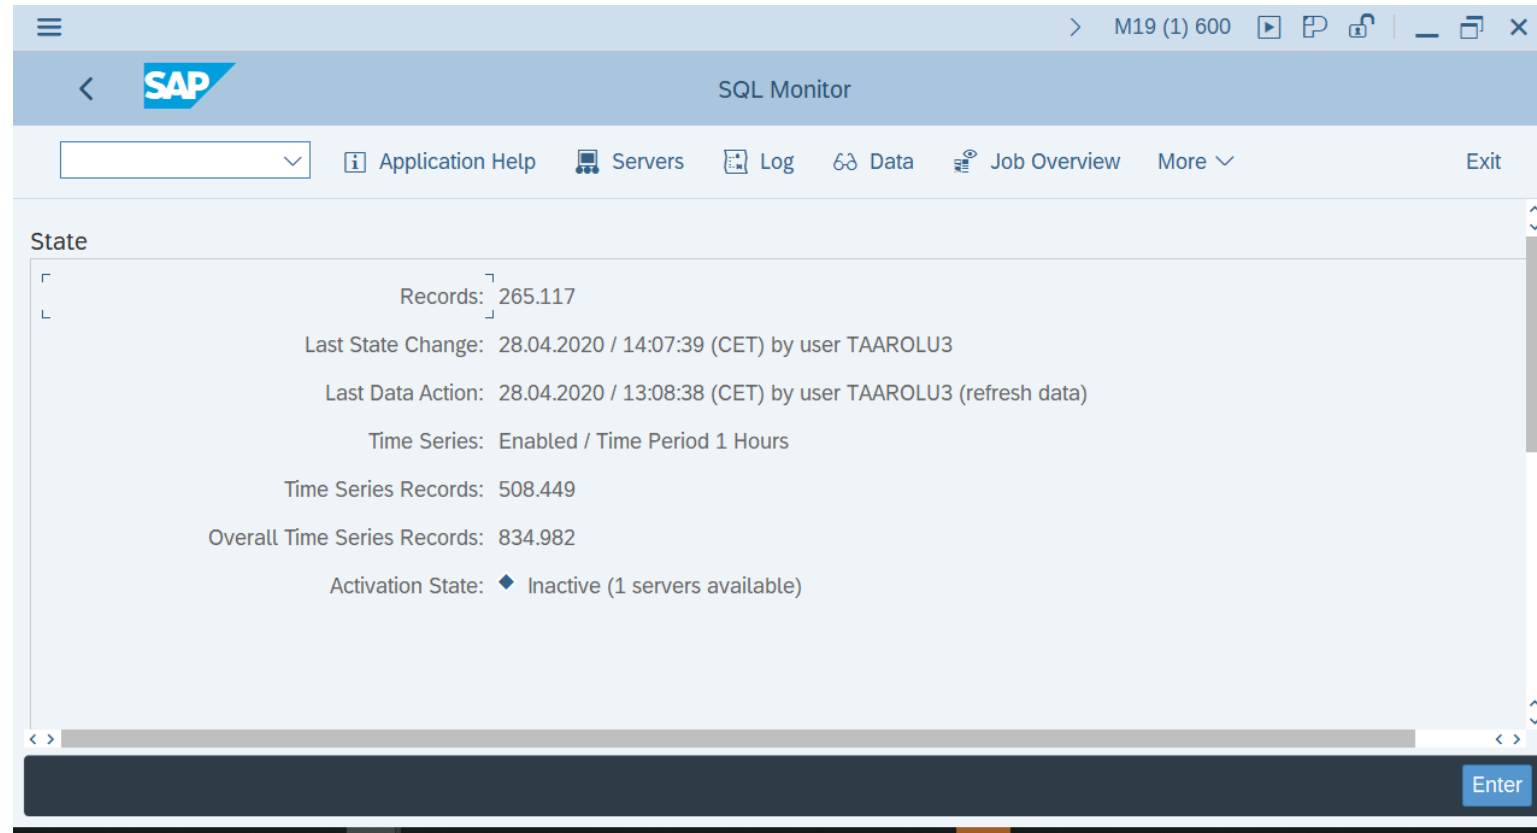 M19 (1) 600
SAP
SQL Monitor
Application Help Servers Log Data Job Overview More Exit
State
Records: 265.117
Last State Change: 28.04.2020 / 14:07:39 (CET) by user TAAROLU3
Last Data Action: 28.04.2020 / 13:08:38 (CET) by user TAAROLU3 (refresh data)
Time Series: Enabled / Time Period 1 Hours
Time Series Records: 508.449
Overall Time Series Records: 834.982
Activation State: Inactive (1 servers available)
Enter